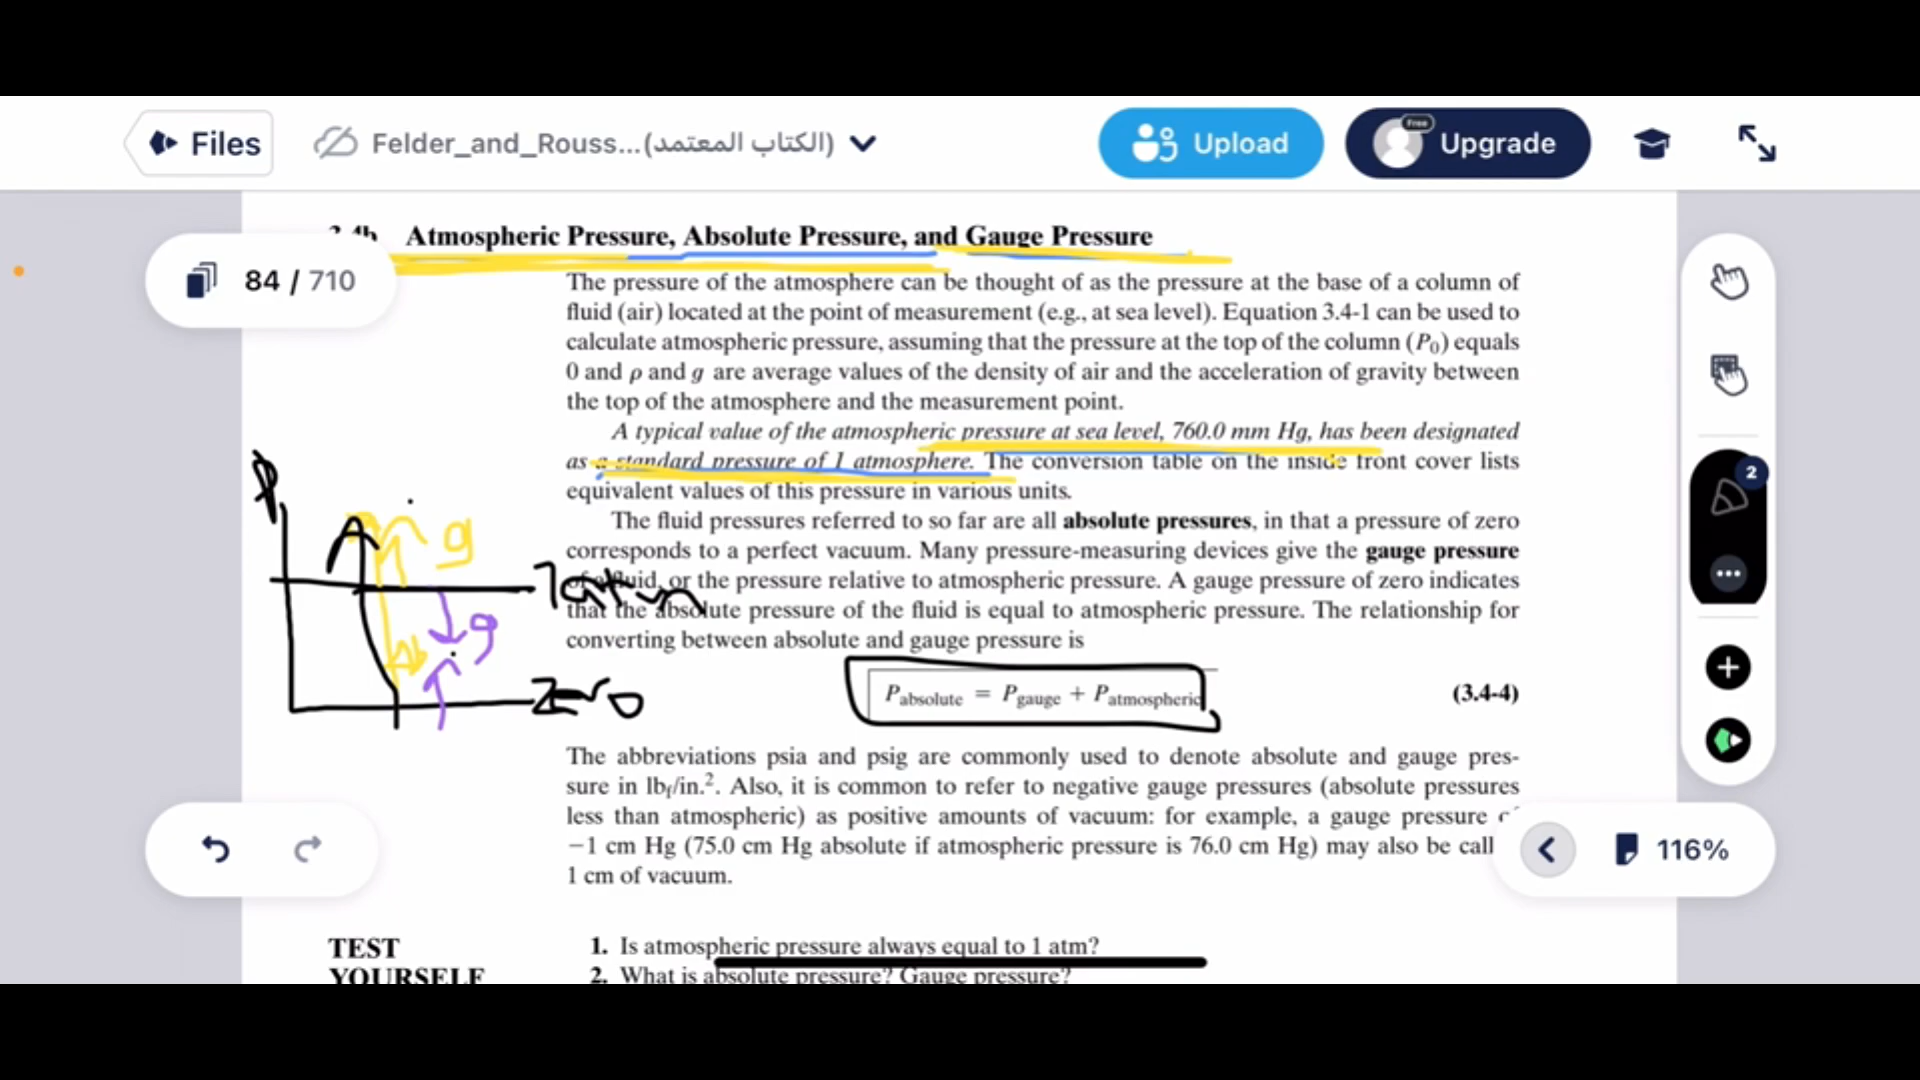 Files
Felder_and_Rouss...(الكتاب المعتمد)
Upload
Free
Upgrade
84 / 710
3.4b Atmospheric Pressure, Absolute Pressure, and Gauge Pressure
The pressure of the atmosphere can be thought of as the pressure at the base of a column of
fluid (air) located at the point of measurement (e.g., at sea level). Equation 3.4-1 can be used to
calculate atmospheric pressure, assuming that the pressure at the top of the column (P₀) equals
0 and ρ and g are average values of the density of air and the acceleration of gravity between
the top of the atmosphere and the measurement point.
A typical value of the atmospheric pressure at sea level, 760.0 mm Hg, has been designated
as a standard pressure of 1 atmosphere. The conversion table on the inside front cover lists
equivalent values of this pressure in various units.
The fluid pressures referred to so far are all absolute pressures, in that a pressure of zero
corresponds to a perfect vacuum. Many pressure-measuring devices give the gauge pressure
of a fluid, or the pressure relative to atmospheric pressure. A gauge pressure of zero indicates
that the absolute pressure of the fluid is equal to atmospheric pressure. The relationship for
converting between absolute and gauge pressure is
P
g
1atm
g
zero
P absolute = P gauge + P atmospheric
(3.4-4)
The abbreviations psia and psig are commonly used to denote absolute and gauge pres-
sure in lbf/in.². Also, it is common to refer to negative gauge pressures (absolute pressures
less than atmospheric) as positive amounts of vacuum: for example, a gauge pressure
−1 cm Hg (75.0 cm Hg absolute if atmospheric pressure is 76.0 cm Hg) may also be call
1 cm of vacuum.
TEST
YOURSELF
1. Is atmospheric pressure always equal to 1 atm?
2. What is absolute pressure? Gauge pressure?
2
116%